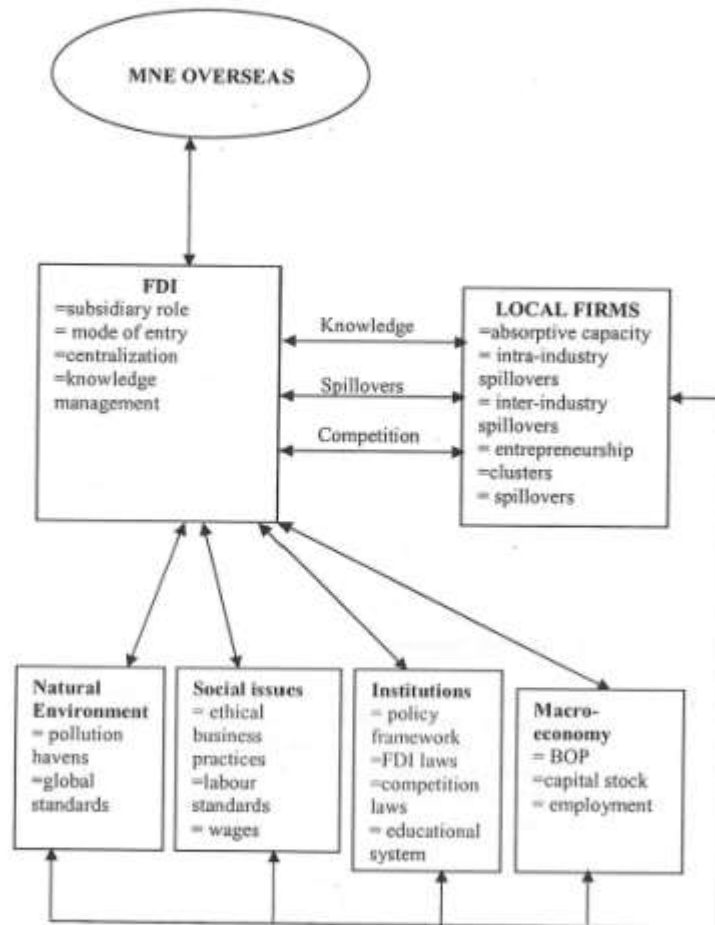 MNE OVERSEAS
FDI
=subsidiary role
= mode of entry
=centralization
=knowledge
management
Knowledge
Spillovers
Competition
LOCAL FIRMS
=absorptive capacity
= intra-industry
spillovers
= inter-industry
spillovers
= entrepreneurship
=clusters
= spillovers
Natural
Environment
= pollution
havens
=global
standards
Social issues
= ethical
business
practices
=labour
standards
= wages
Institutions
= policy
framework
=FDI laws
=competition
laws
= educational
system
Macro-
economy
= BOP
=capital stock
= employment